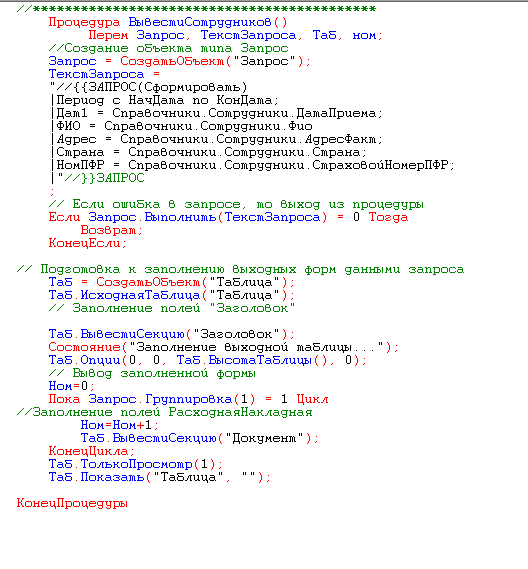 //*******************************************
Процедура ВывестиСотрудников()
Перем Запрос, ТекстЗапроса, Таб, ном;
//Создание объекта типа Запрос
Запрос = СоздатьОбъект("Запрос");
ТекстЗапроса =
"//{{ЗАПРОС(Сформировать)
|Период с НачДата по КонДата;
|Дат1 = Справочники.Сотрудники.ДатаПриема;
|ФИО = Справочники.Сотрудники.Фио
|Адрес = Справочники.Сотрудники.АдресФакт;
|Страна = Справочники.Сотрудники.Страна;
|НомПФР = Справочники.Сотрудники.СтраховойНомерПФР;
|"//}}ЗАПРОС
;
// Если ошибка в запросе, то выход из процедуры
Если Запрос.Выполнить(ТекстЗапроса) = 0 Тогда
Возврат;
КонецЕсли;
// Подготовка к заполнению выходных форм данными запроса
Таб = СоздатьОбъект("Таблица");
Таб.ИсходнаяТаблица("Таблица");
// Заполнение полей "Заголовок"
Таб.ВывестиСекцию("Заголовок");
Состояние("Заполнение выходной таблицы...");
Таб.Опции(0, 0, Таб.ВысотаТаблицы(), 0);
// Вывод заполненной формы
Ном=0;
Пока Запрос.Группировка(1) = 1 Цикл
//Заполнение полей РасходнаяНакладная
Ном=Ном+1;
Таб.ВывестиСекцию("Документ");
КонецЦикла;
Таб.ТолькоПросмотр(1);
Таб.Показать("Таблица", "");
КонецПроцедуры